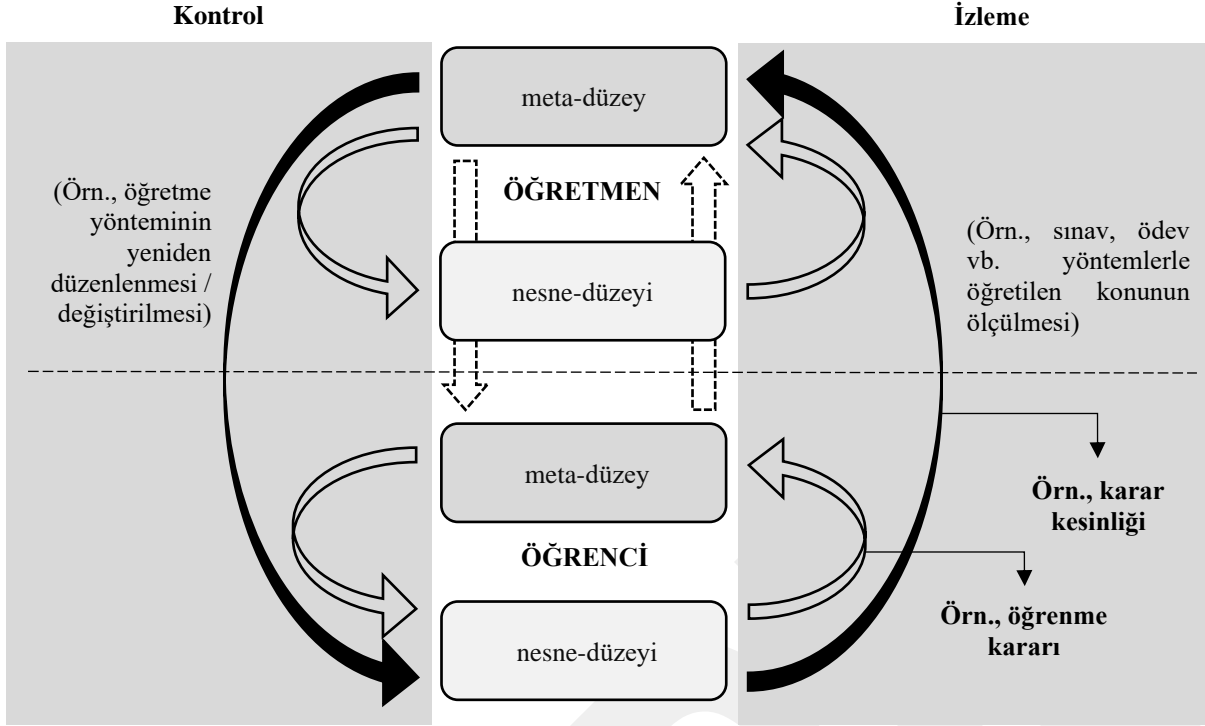 Kontrol
İzleme
meta-düzey
ÖĞRETMEN
(Örn., öğretme
yönteminin
yeniden
düzenlenmesi /
değiştirilmesi)
(Örn., sınav, ödev
vb. yöntemlerle
öğretilen konunun
ölçülmesi)
nesne-düzeyi
meta-düzey
Örn., karar
kesinliği
ÖĞRENCİ
Örn., öğrenme
kararı
nesne-düzeyi